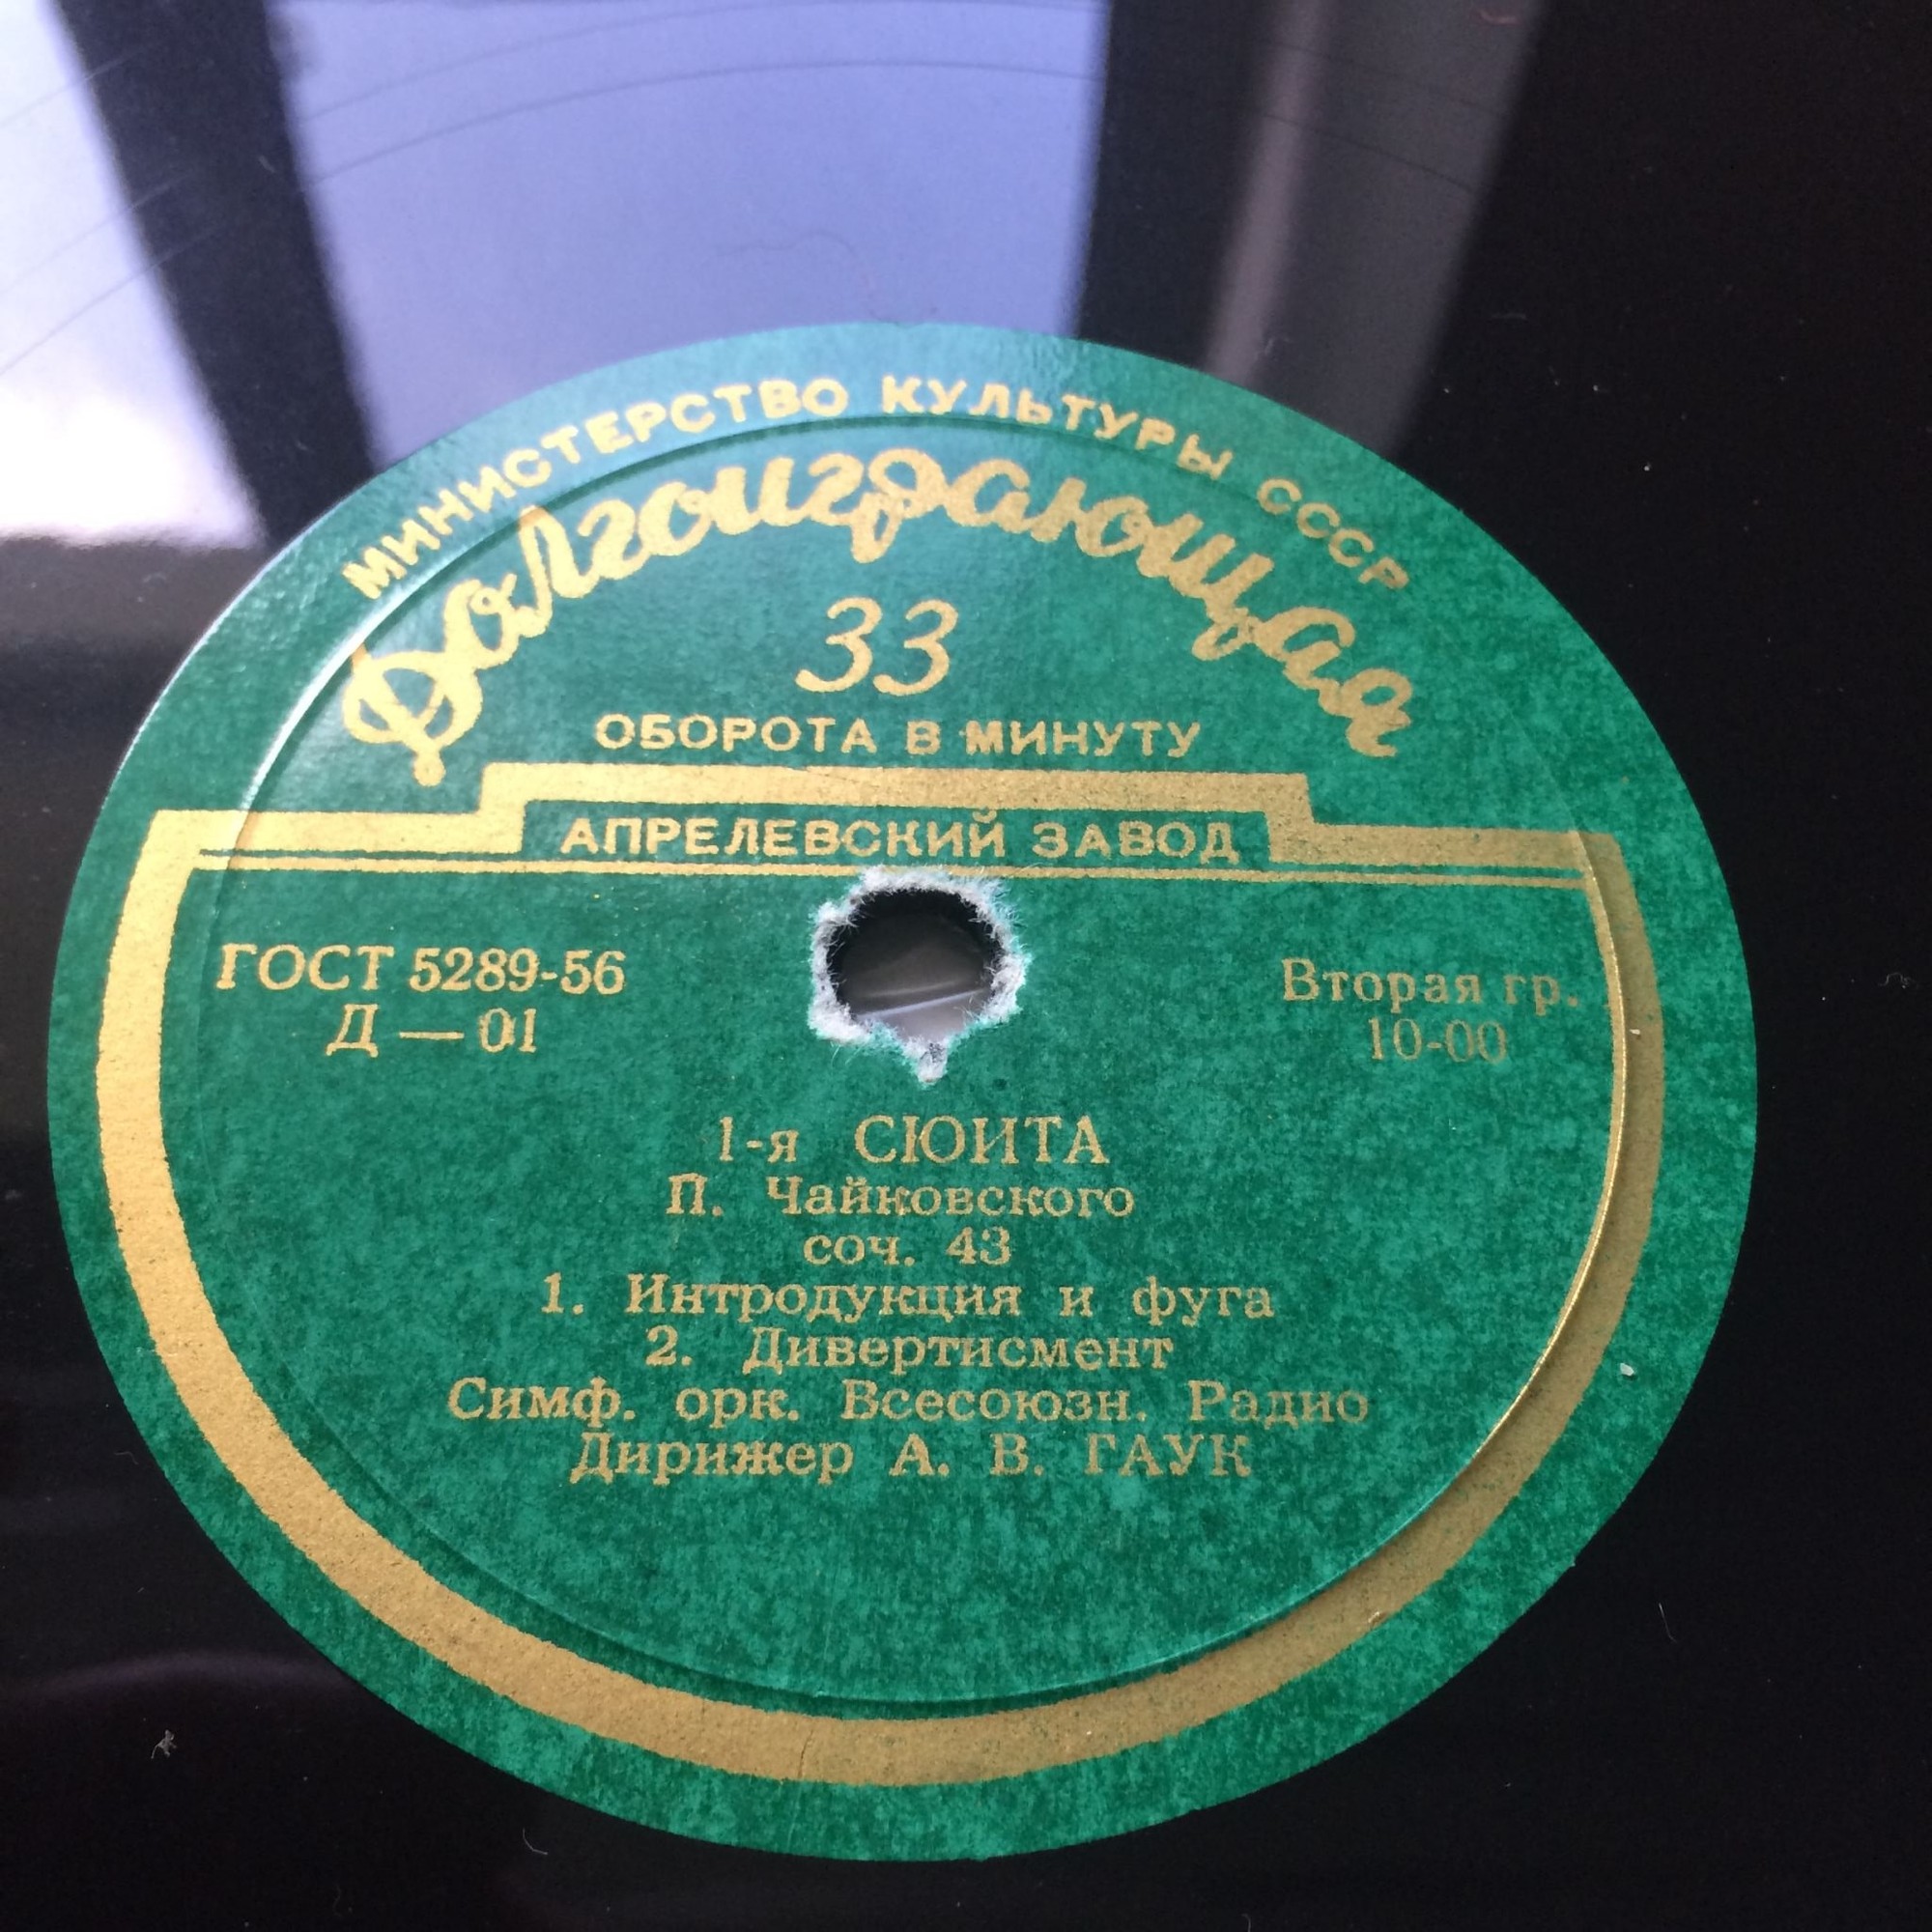 МИНИСТЕРСТВО КУЛЬТУРЫ СССР
Долгоиграющая
33
ОБОРОТА В МИНУТУ
АПРЕЛЕВСКИЙ ЗАВОД
ГОСТ 5289-56
Д — 01
Вторая гр.
10-00
1-я СЮИТА
П. Чайковского
соч. 43
1. Интродукция и фуга
2. Дивертисмент
Симф. орк. Всесоюзн. Радио
Дирижер А. В. ГАУК